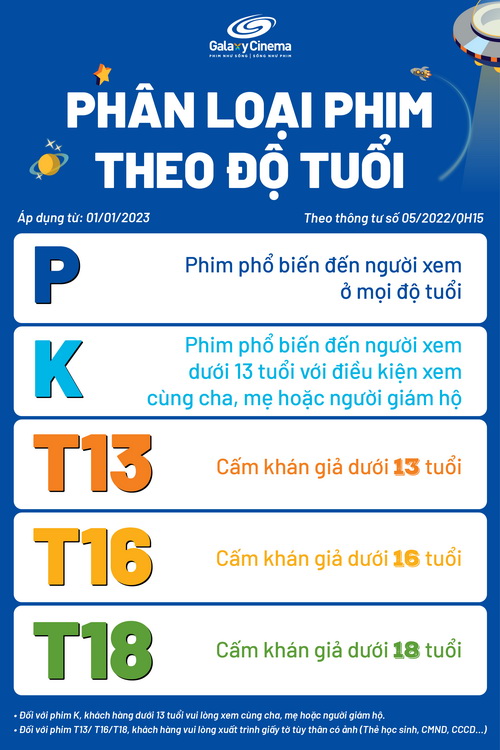 Galaxy Cinema
PHIM NHƯ SỐNG | SỐNG NHƯ PHIM
PHÂN LOẠI PHIM
THEO ĐỘ TUỔI
Áp dụng từ: 01/01/2023
Theo thông tư số 05/2022/QH15
P
Phim phổ biến đến người xem
ở mọi độ tuổi
K
Phim phổ biến đến người xem
dưới 13 tuổi với điều kiện xem
cùng cha, mẹ hoặc người giám hộ
T13
Cấm khán giả dưới 13 tuổi
T16
Cấm khán giả dưới 16 tuổi
T18
Cấm khán giả dưới 18 tuổi
• Đối với phim K, khách hàng dưới 13 tuổi vui lòng xem cùng cha, mẹ hoặc người giám hộ.
• Đối với phim T13/ T16/T18, khách hàng vui lòng xuất trình giấy tờ tùy thân có ảnh (Thẻ học sinh, CMND, CCCD...)